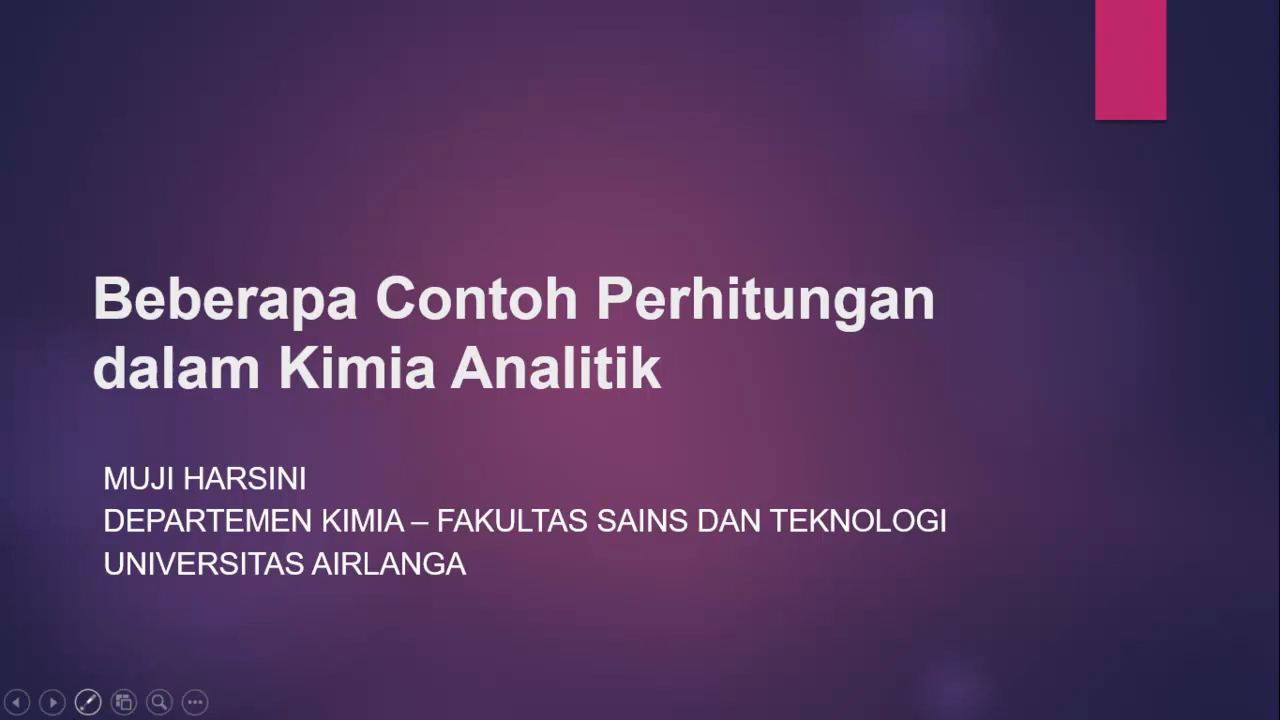 Beberapa Contoh Perhitungan
dalam Kimia Analitik
MUJI HARSINI
DEPARTEMEN KIMIA – FAKULTAS SAINS DAN TEKNOLOGI
UNIVERSITAS AIRLANGA